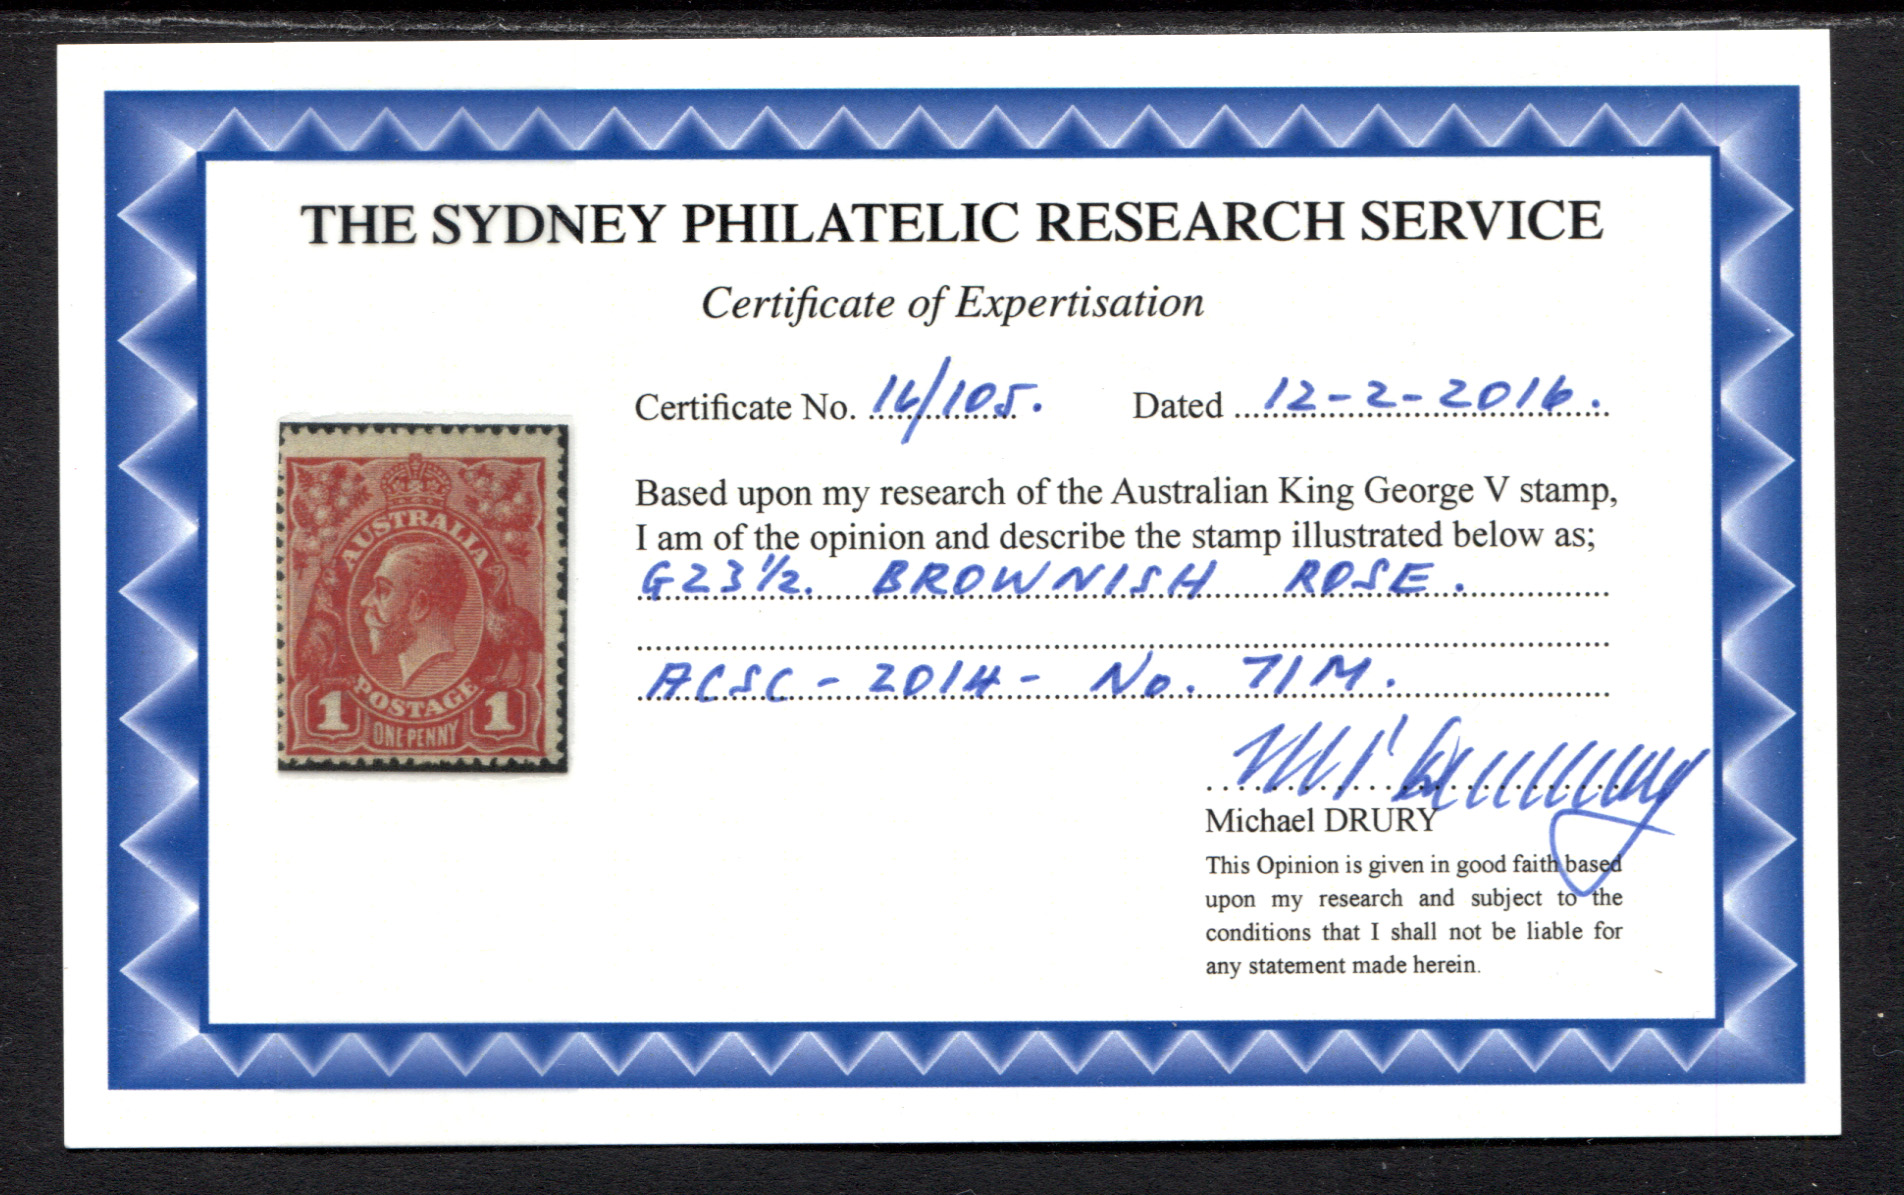 THE SYDNEY PHILATELIC RESEARCH SERVICE
Certificate of Expertisation
Certificate No. 16/105. Dated 12-2-2016.
Based upon my research of the Australian King George V stamp,
I am of the opinion and describe the stamp illustrated below as;
G23½. BROWNISH ROSE.
ACSC - 2014 - No. 71M.
AUSTRALIA
POSTAGE
1 ONE PENNY 1
Michael DRURY
This Opinion is given in good faith based
upon my research and subject to the
conditions that I shall not be liable for
any statement made herein.